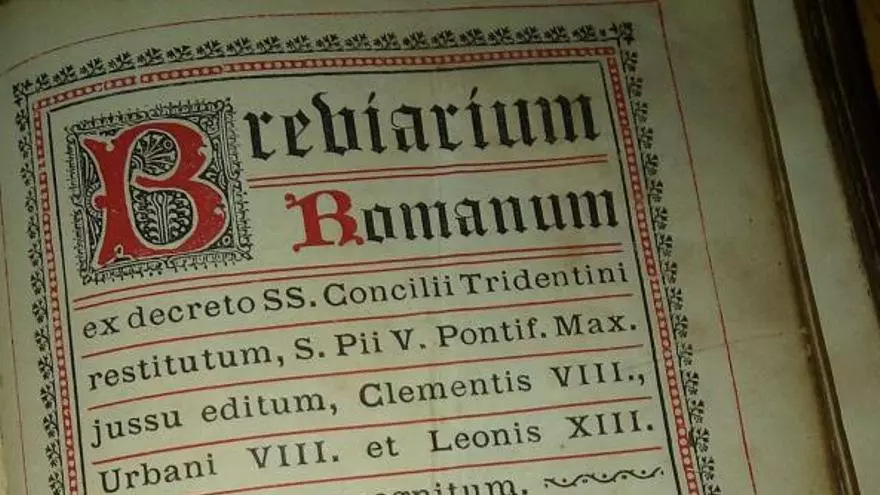 Breviarium
Romanum
ex decreto SS. Concilii Tridentini
restitutum, S. Pii V. Pontif. Max.
jussu editum, Clementis VIII.,
Urbani VIII. et Leonis XIII.